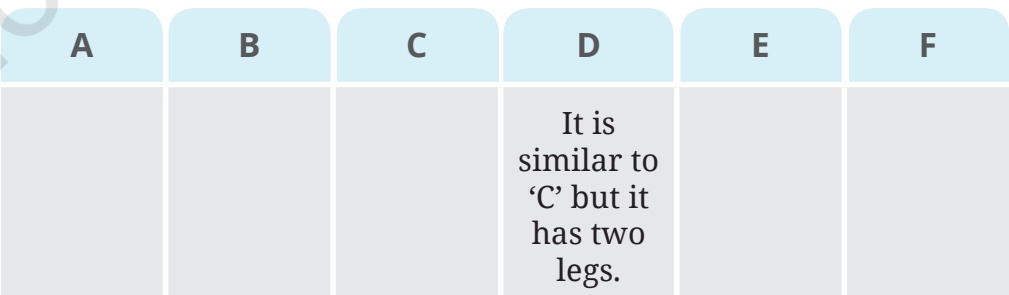 A B C D E F
It is
similar to
‘C’ but it
has two
legs.